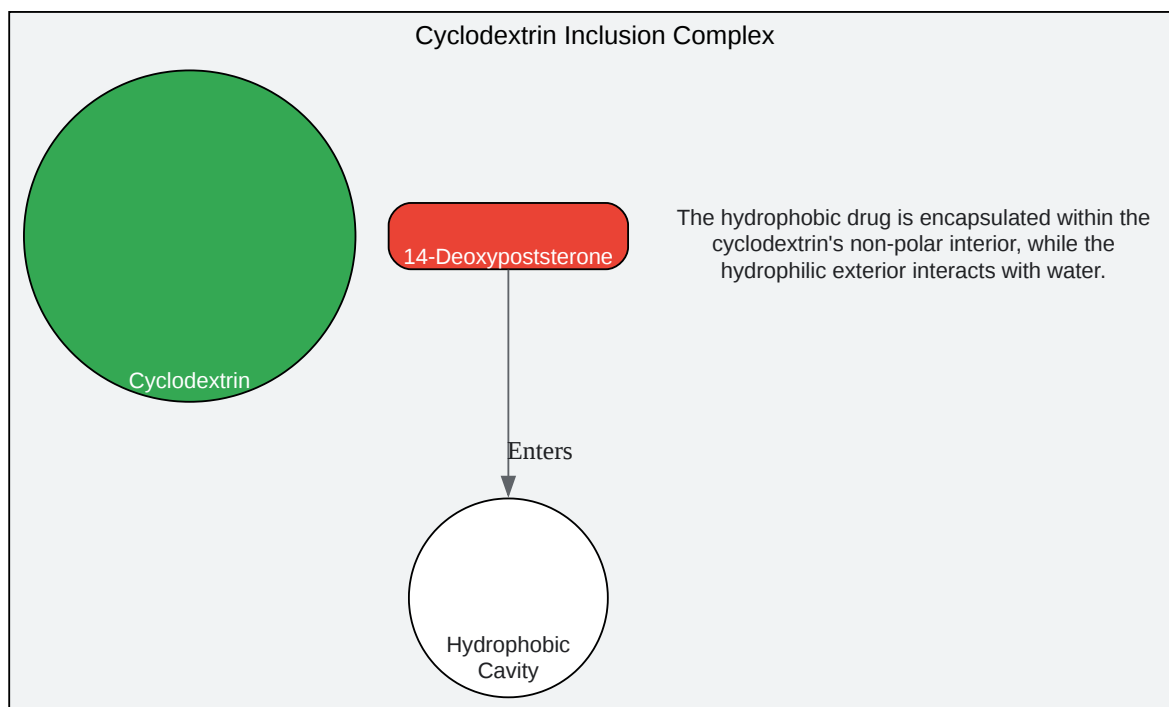 Cyclodextrin Inclusion Complex
Cyclodextrin
14-Deoxypoststerone
The hydrophobic drug is encapsulated within the
cyclodextrin's non-polar interior, while the
hydrophilic exterior interacts with water.
Enters
Hydrophobic
Cavity